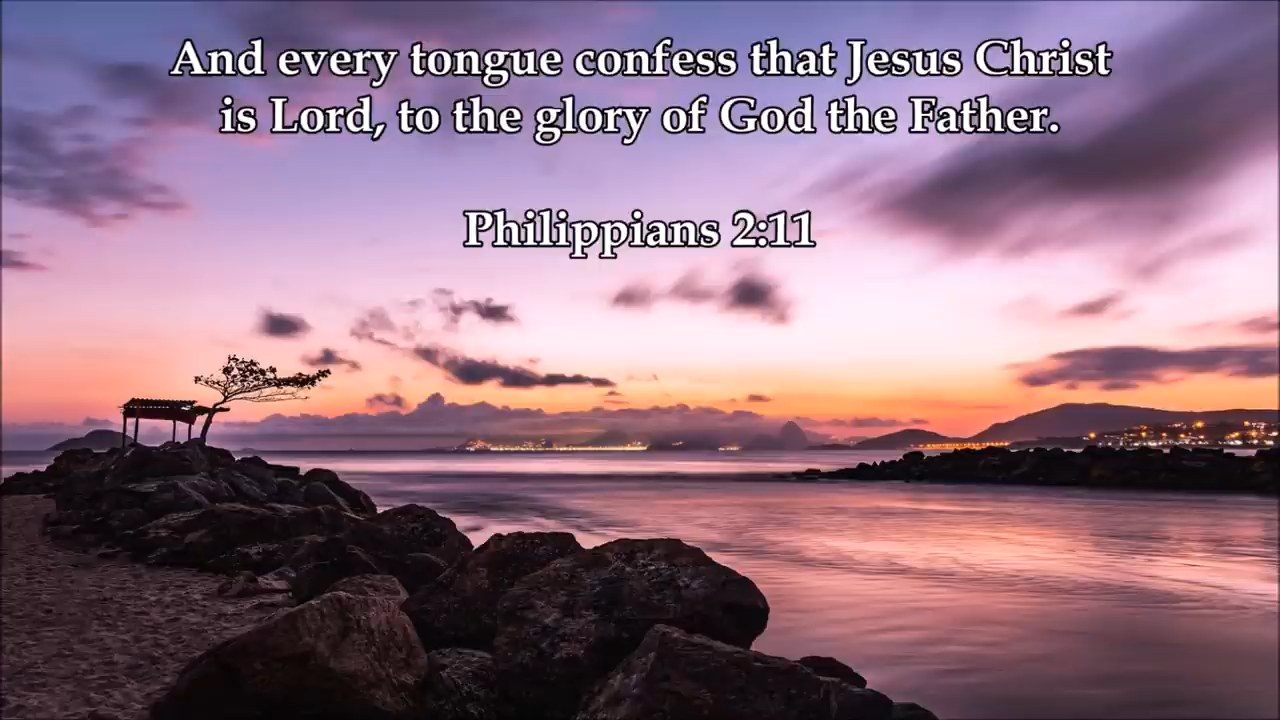 And every tongue confess that Jesus Christ
is Lord, to the glory of God the Father.
Philippians 2:11